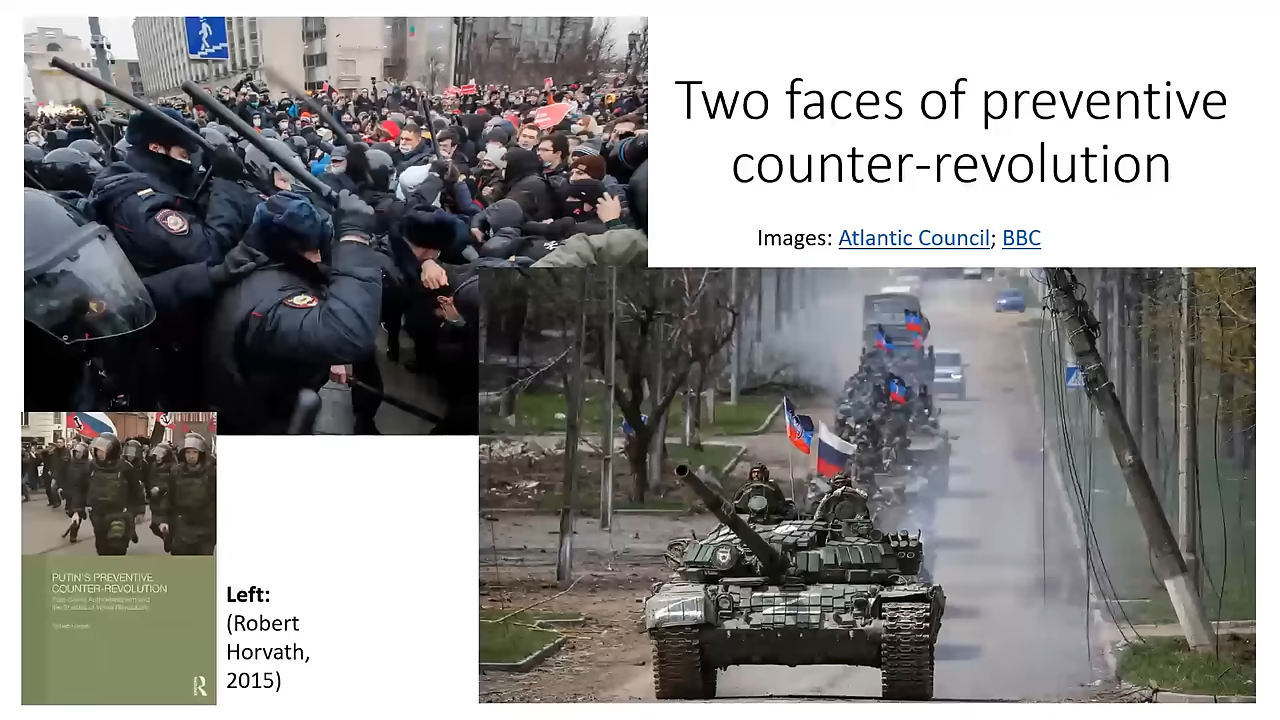 Two faces of preventive
counter-revolution
Images: Atlantic Council; BBC
PUTIN'S PREVENTIVE
COUNTER-REVOLUTION
R
Left:
(Robert
Horvath,
2015)